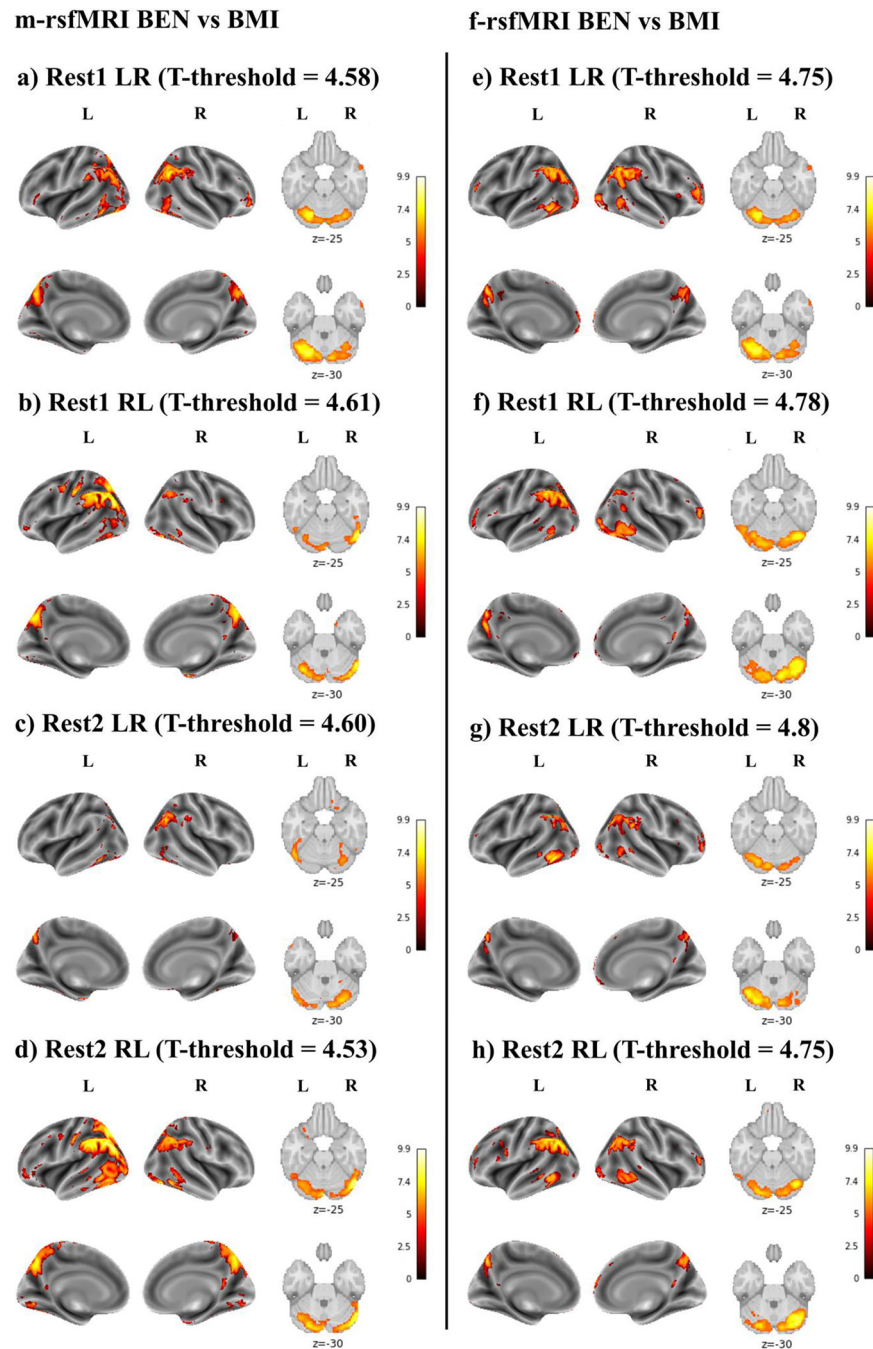 m-rsfMRI BEN vs BMI
a) Rest1 LR (T-threshold = 4.58)
L R L R
9.9
7.4
5
2.5
0
z=-25
z=-30
b) Rest1 RL (T-threshold = 4.61)
L R L R
9.9
7.4
5
2.5
0
z=-25
z=-30
c) Rest2 LR (T-threshold = 4.60)
L R L R
9.9
7.4
5
2.5
0
z=-25
z=-30
d) Rest2 RL (T-threshold = 4.53)
L R L R
9.9
7.4
5
2.5
0
z=-25
z=-30
f-rsfMRI BEN vs BMI
e) Rest1 LR (T-threshold = 4.75)
L R L R
9.9
7.4
5
2.5
0
z=-25
z=-30
f) Rest1 RL (T-threshold = 4.78)
L R L R
9.9
7.4
5
2.5
0
z=-25
z=-30
g) Rest2 LR (T-threshold = 4.8)
L R L R
9.9
7.4
5
2.5
0
z=-25
z=-30
h) Rest2 RL (T-threshold = 4.75)
L R L R
9.9
7.4
5
2.5
0
z=-25
z=-30